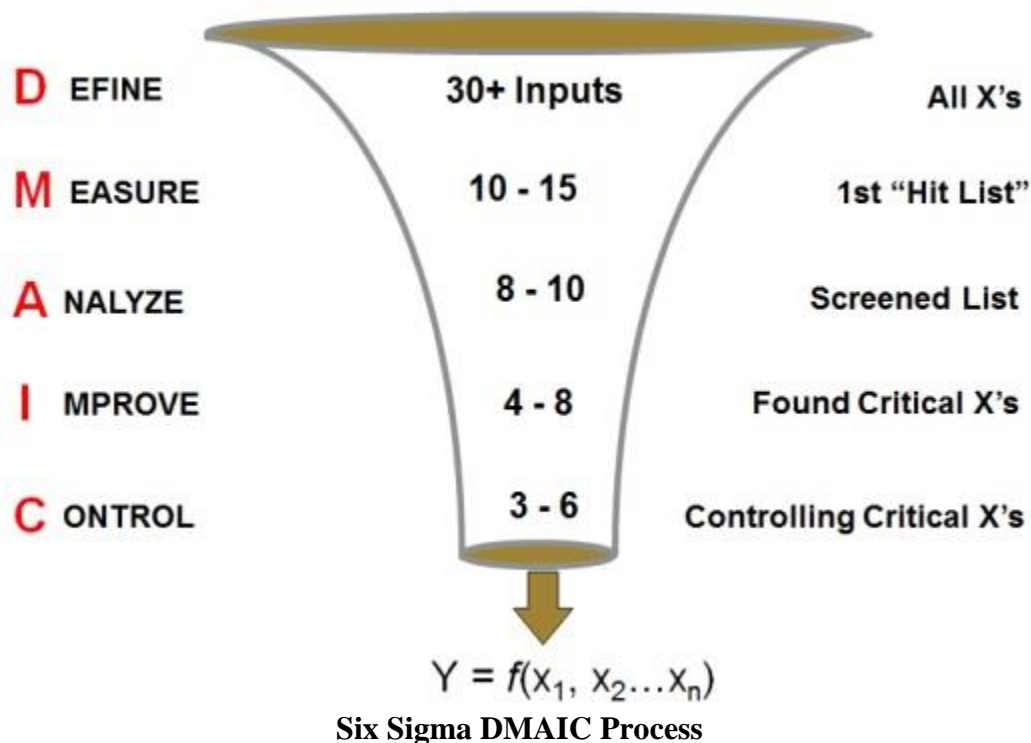 D EFINE 30+ Inputs All X's
M EASURE 10 - 15 1st “Hit List”
A NALYZE 8 - 10 Screened List
I MPROVE 4 - 8 Found Critical X's
C ONTROL 3 - 6 Controlling Critical X's
Y = f(x₁, x₂...xₙ)
Six Sigma DMAIC Process